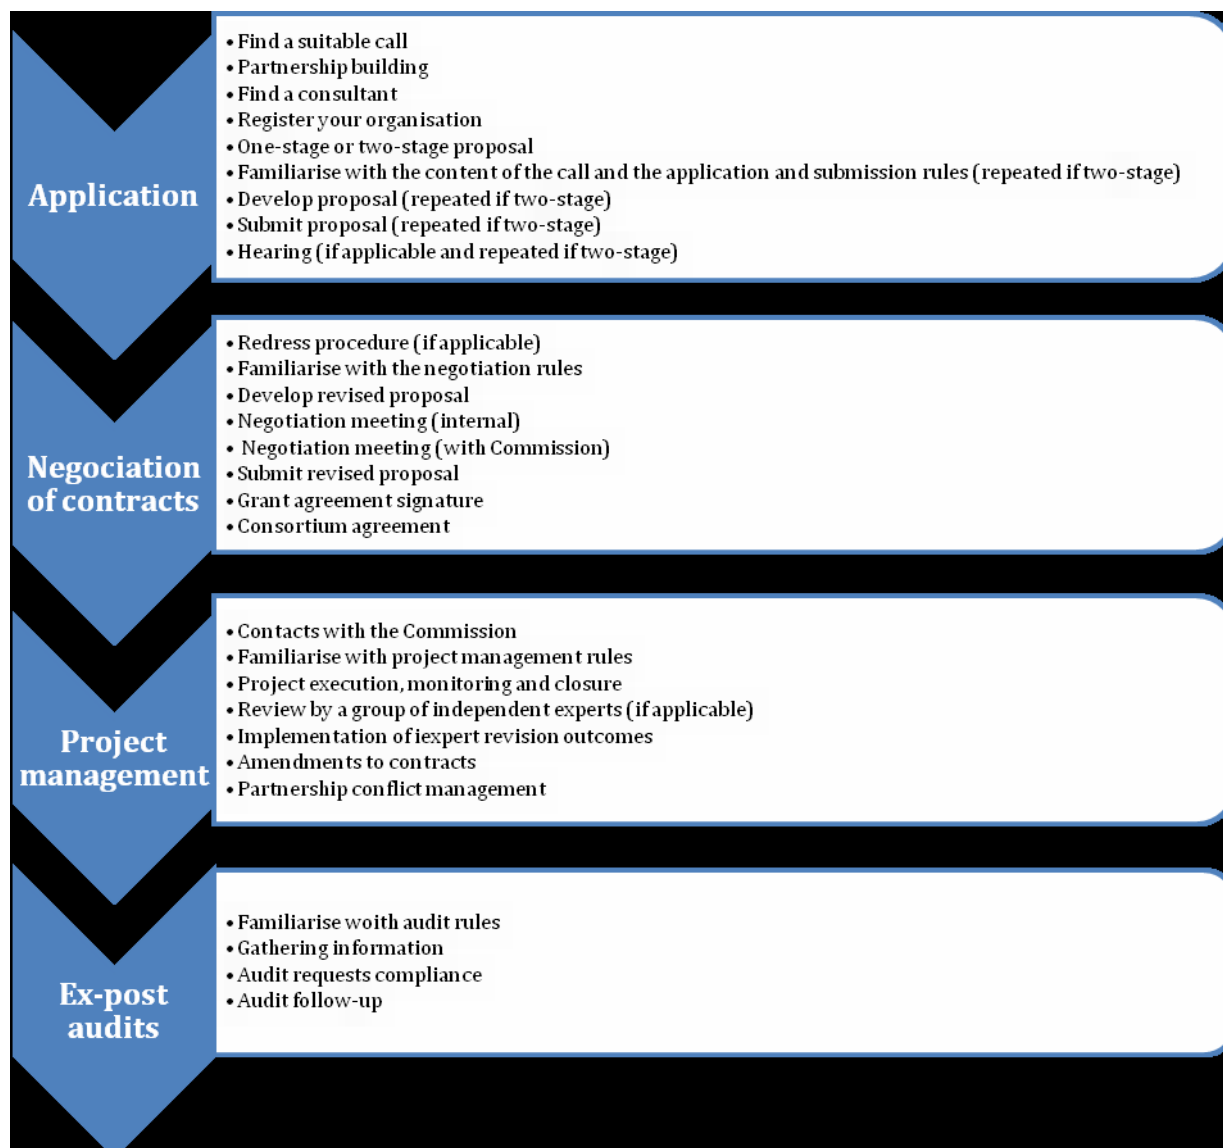 Application
• Find a suitable call
• Partnership building
• Find a consultant
• Register your organisation
• One-stage or two-stage proposal
• Familiarise with the content of the call and the application and submission rules (repeated if two-stage)
• Develop proposal (repeated if two-stage)
• Submit proposal (repeated if two-stage)
• Hearing (if applicable and repeated if two-stage)
Negociation
of contracts
• Redress procedure (if applicable)
• Familiarise with the negotiation rules
• Develop revised proposal
• Negotiation meeting (internal)
• Negotiation meeting (with Commission)
• Submit revised proposal
• Grant agreement signature
• Consortium agreement
Project
management
• Contacts with the Commission
• Familiarise with project management rules
• Project execution, monitoring and closure
• Review by a group of independent experts (if applicable)
• Implementation of iexpert revision outcomes
• Amendments to contracts
• Partnership conflict management
Ex-post
audits
• Familiarise woith audit rules
• Gathering information
• Audit requests compliance
• Audit follow-up